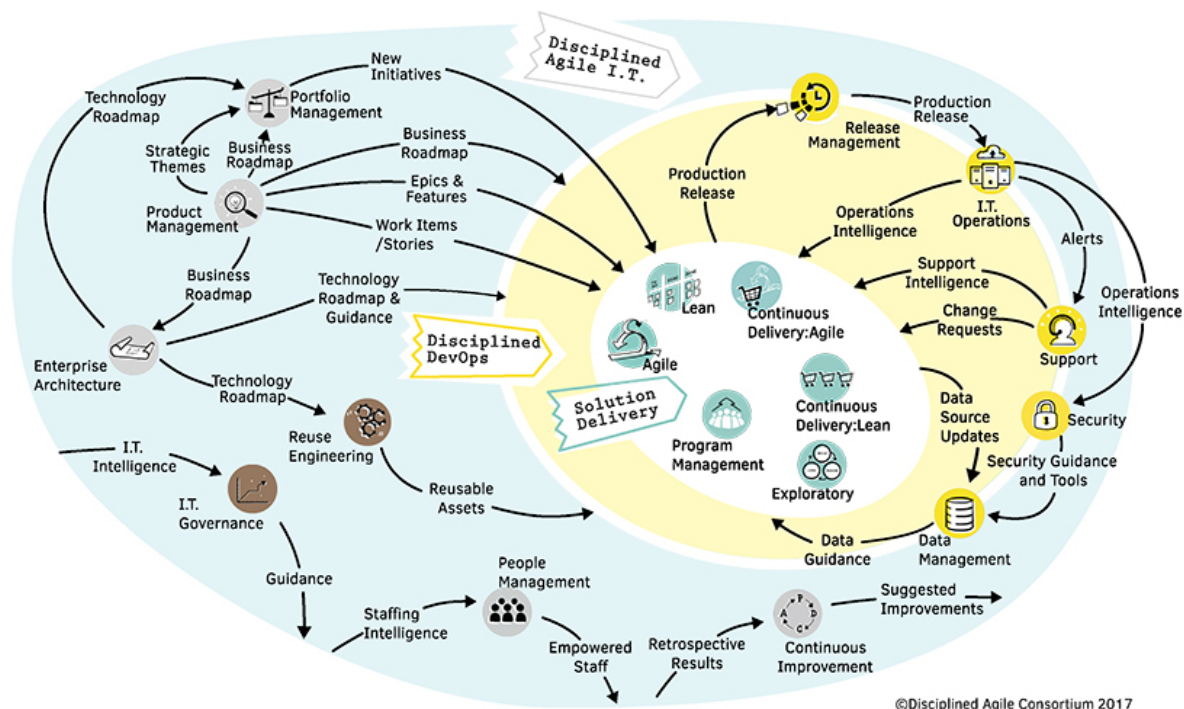 Disciplined
Agile I.T.
New
Initiatives
Technology
Roadmap
Portfolio
Management
Strategic
Themes
Business
Roadmap
Business
Roadmap
Epics &
Features
Work Items
/Stories
Product
Management
Business
Roadmap
Technology
Roadmap &
Guidance
Enterprise
Architecture
Technology
Roadmap
Reuse
Engineering
Reusable
Assets
I.T.
Intelligence
I.T.
Governance
Guidance
Staffing
Intelligence
People
Management
Empowered
Staff
Retrospective
Results
A P D C
Continuous
Improvement
Suggested
Improvements
Disciplined
DevOps
Production
Release
Release
Management
Production
Release
I.T.
Operations
Operations
Intelligence
Alerts
Support
Intelligence
Change
Requests
Support
Operations
Intelligence
Security
Security Guidance
and Tools
Data
Source
Updates
Data
Management
Data
Guidance
Solution
Delivery
Lean
Continuous
Delivery:Agile
Agile
Continuous
Delivery:Lean
Program
Management
Exploratory
©Disciplined Agile Consortium 2017